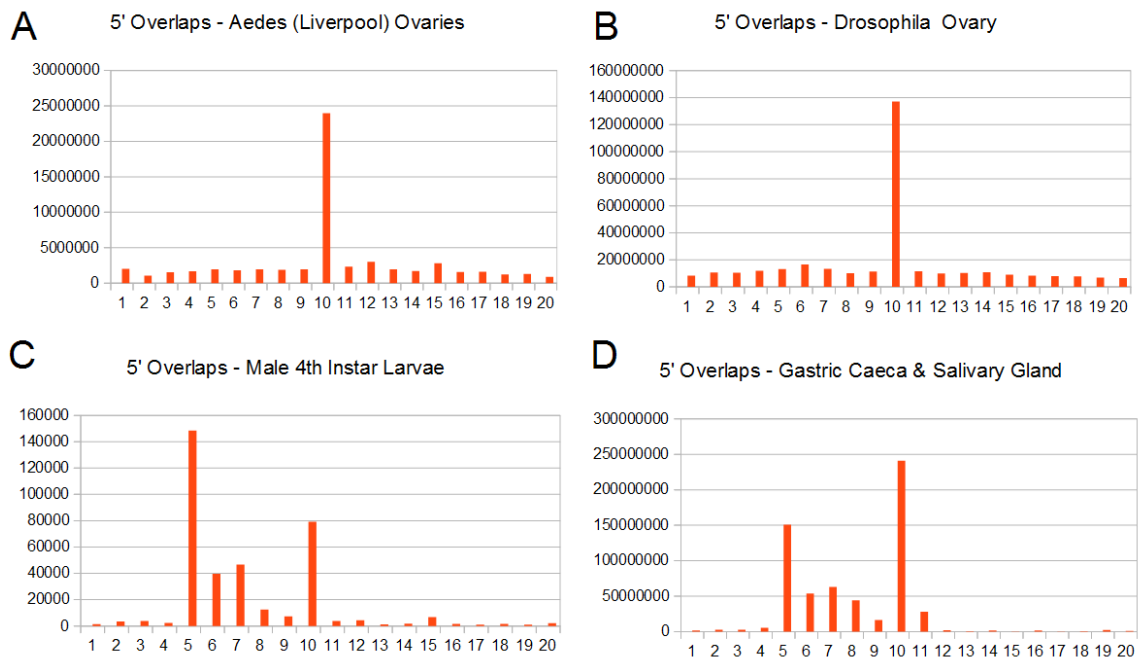 A
5' Overlaps - Aedes (Liverpool) Ovaries
30000000
25000000
20000000
15000000
10000000
5000000
0
1 2 3 4 5 6 7 8 9 10 11 12 13 14 15 16 17 18 19 20
B
5' Overlaps - Drosophila Ovary
160000000
140000000
120000000
100000000
80000000
60000000
40000000
20000000
0
1 2 3 4 5 6 7 8 9 10 11 12 13 14 15 16 17 18 19 20
C
5' Overlaps - Male 4th Instar Larvae
160000
140000
120000
100000
80000
60000
40000
20000
0
1 2 3 4 5 6 7 8 9 10 11 12 13 14 15 16 17 18 19 20
D
5' Overlaps - Gastric Caeca & Salivary Gland
300000000
250000000
200000000
150000000
100000000
50000000
0
1 2 3 4 5 6 7 8 9 10 11 12 13 14 15 16 17 18 19 20